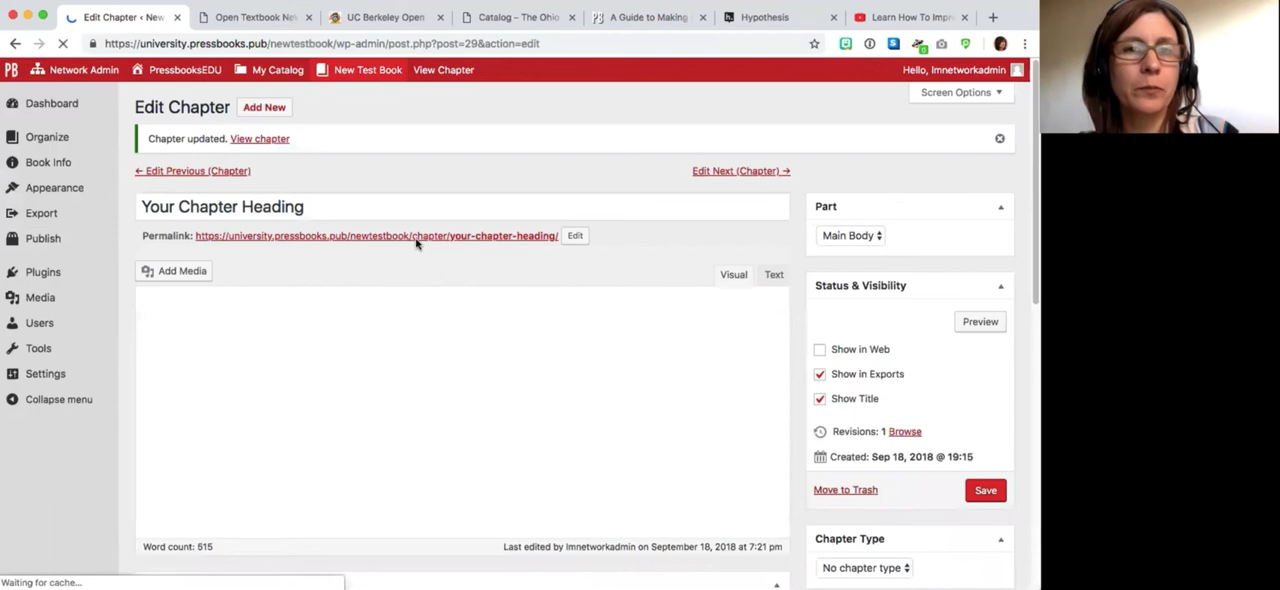 Edit Chapter ‹ New
Open Textbook Ne
UC Berkeley Open
Catalog – The Ohio
A Guide to Making
Hypothesis
Learn How To Impr
https://university.pressbooks.pub/newtestbook/wp-admin/post.php?post=29&action=edit
PB Network Admin PressbooksEDU My Catalog New Test Book View Chapter Hello, lmnetworkadmin
Dashboard
Organize
Book Info
Appearance
Export
Publish
Plugins
Media
Users
Tools
Settings
Collapse menu
Screen Options
Edit Chapter Add New
Chapter updated. View chapter
← Edit Previous (Chapter) Edit Next (Chapter) →
Your Chapter Heading
Permalink: https://university.pressbooks.pub/newtestbook/chapter/your-chapter-heading/ Edit
Add Media Visual Text
Word count: 515 Last edited by lmnetworkadmin on September 18, 2018 at 7:21 pm
Part
Main Body
Status & Visibility
Preview
Show in Web
Show in Exports
Show Title
Revisions: 1 Browse
Created: Sep 18, 2018 @ 19:15
Move to Trash Save
Chapter Type
No chapter type
Waiting for cache...